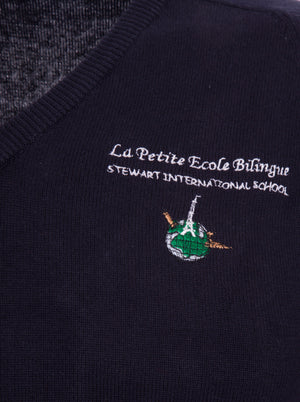 La Petite Ecole Bilingue
STEWART INTERNATIONAL SCHOOL